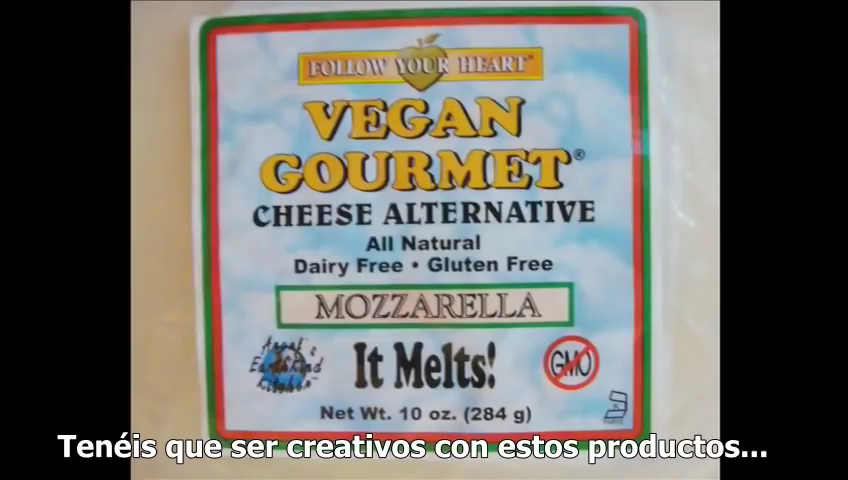 FOLLOW YOUR HEART®
VEGAN
GOURMET®
CHEESE ALTERNATIVE
All Natural
Dairy Free • Gluten Free
MOZZARELLA
It Melts!
GMO
Net Wt. 10 oz. (284 g)
Tenéis que ser creativos con estos productos...